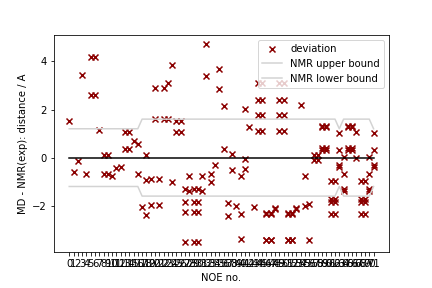 deviation
NMR upper bound
NMR lower bound
MD - NMR(exp): distance / A
4
2
0
−2
NOE no.